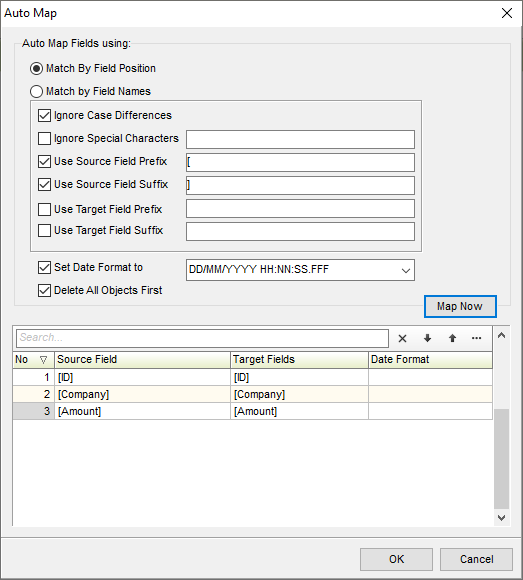 Auto Map
Auto Map Fields using:
Match By Field Position
Match by Field Names
Ignore Case Differences
Ignore Special Characters
Use Source Field Prefix [
Use Source Field Suffix ]
Use Target Field Prefix
Use Target Field Suffix
Set Date Format to DD/MM/YYYY HH:NN:SS.FFF
Delete All Objects First
Map Now
Search...
No Source Field Target Fields Date Format
1 [ID] [ID]
2 [Company] [Company]
3 [Amount] [Amount]
OK Cancel